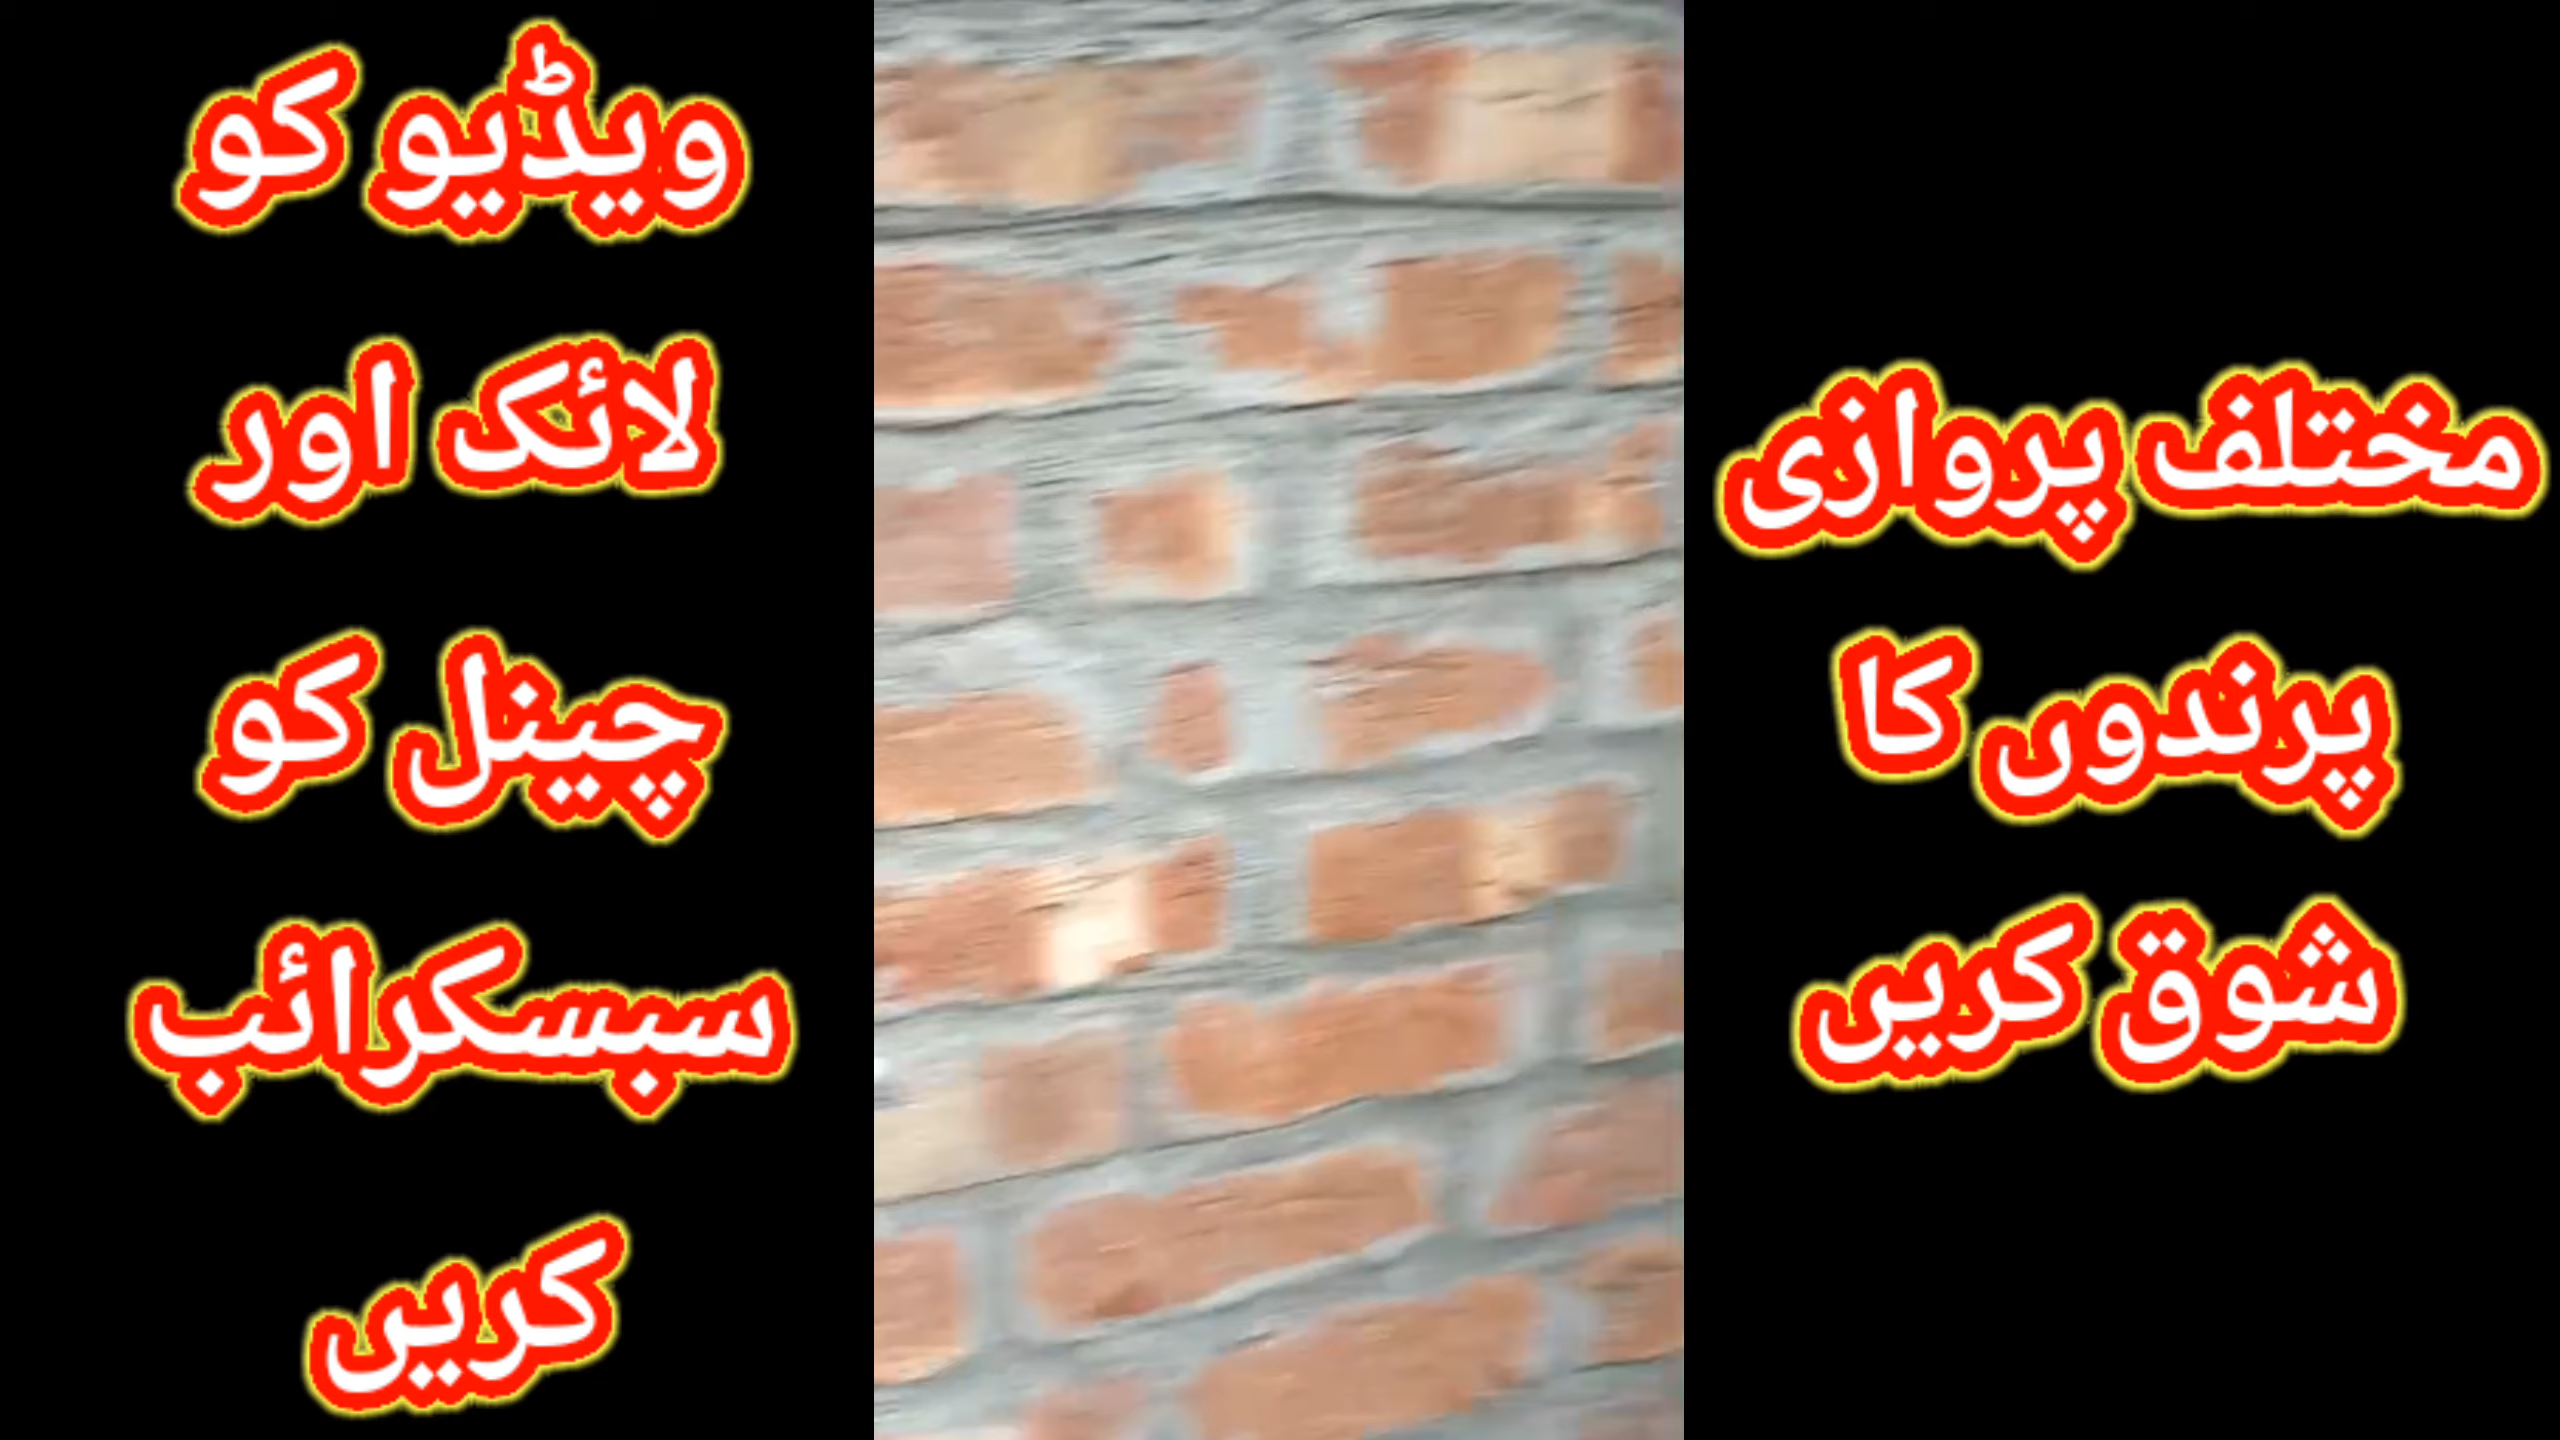 ویڈیو کو
لائک اور
چینل کو
سبسکرائب
کریں
مختلف پروازی
پرندوں کا
شوق کریں